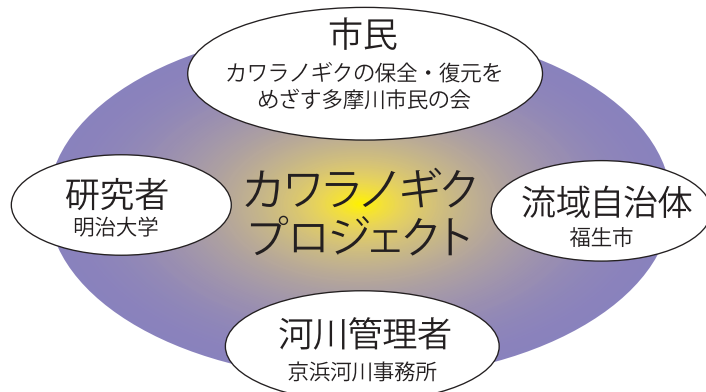 市民
カワラノギクの保全・復元を
めざす多摩川市民の会
研究者
明治大学
カワラノギク
プロジェクト
流域自治体
福生市
河川管理者
京浜河川事務所